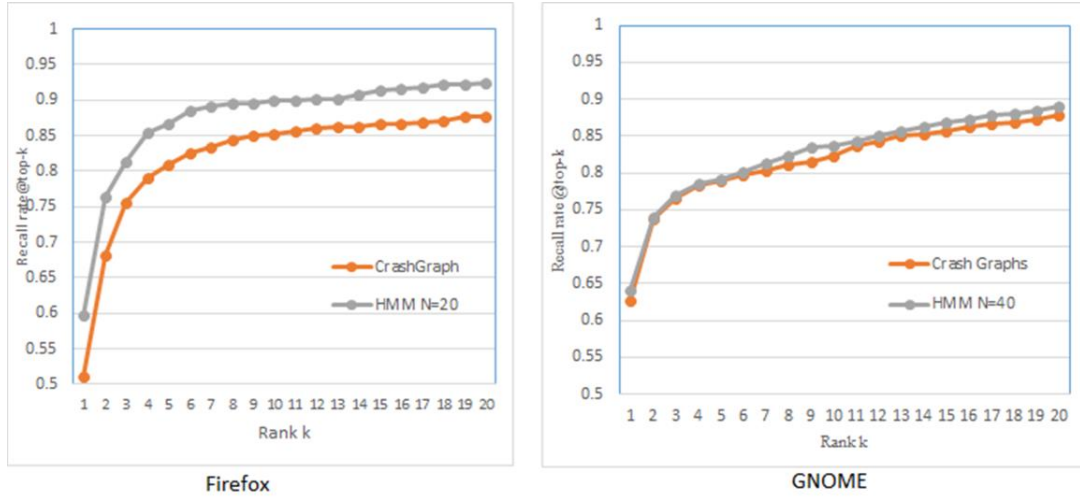 1
0.95
0.9
0.85
0.8
0.75
0.7
0.65
0.6
0.55
0.5
Recall rate@top-k
CrashGraph
HMM N=20
1 2 3 4 5 6 7 8 9 10 11 12 13 14 15 16 17 18 19 20
Rank k
Firefox
1
0.95
0.9
0.85
0.8
0.75
0.7
0.65
0.6
0.55
0.5
Recall rate @top-k
Crash Graphs
HMM N=40
1 2 3 4 5 6 7 8 9 10 11 12 13 14 15 16 17 18 19 20
Rank k
GNOME